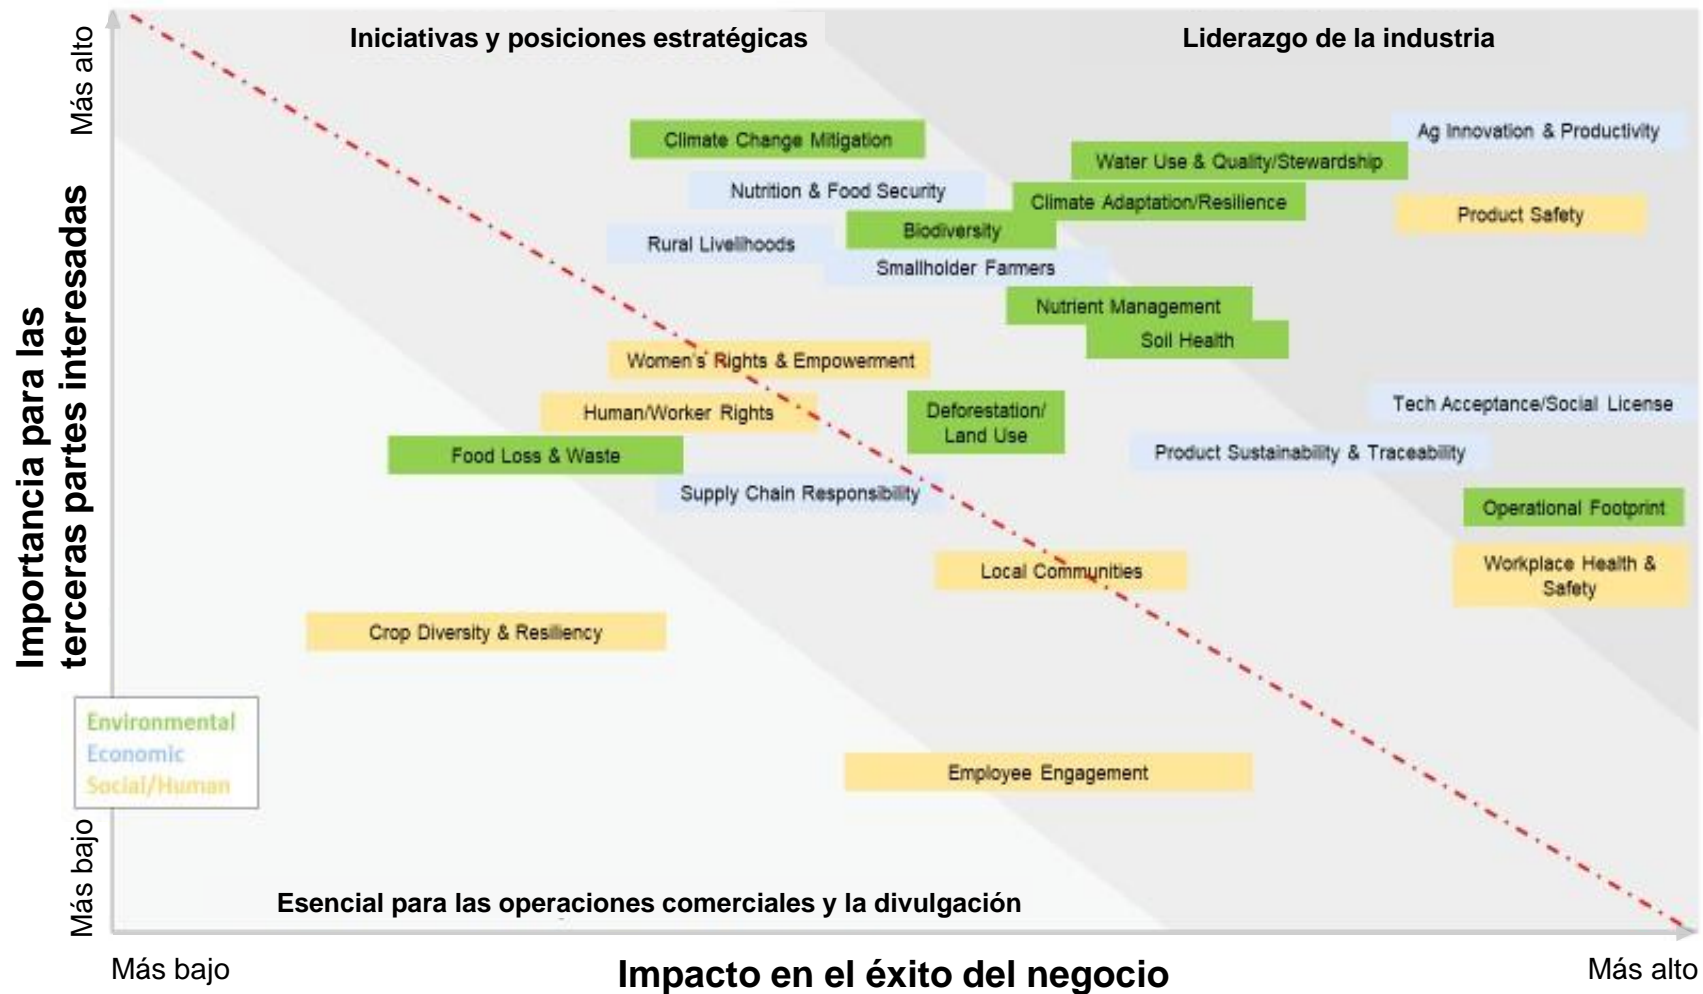 Iniciativas y posiciones estratégicas
Liderazgo de la industria
Más alto
Importancia para las
terceras partes interesadas
Más bajo
Climate Change Mitigation
Ag Innovation & Productivity
Water Use & Quality/Stewardship
Nutrition & Food Security
Climate Adaptation/Resilience
Product Safety
Biodiversity
Rural Livelihoods
Smallholder Farmers
Nutrient Management
Soil Health
Women's Rights & Empowerment
Human/Worker Rights
Deforestation/
Land Use
Tech Acceptance/Social License
Food Loss & Waste
Product Sustainability & Traceability
Supply Chain Responsibility
Operational Footprint
Local Communities
Workplace Health &
Safety
Crop Diversity & Resiliency
Environmental
Economic
Social/Human
Employee Engagement
Esencial para las operaciones comerciales y la divulgación
Más bajo
Impacto en el éxito del negocio
Más alto